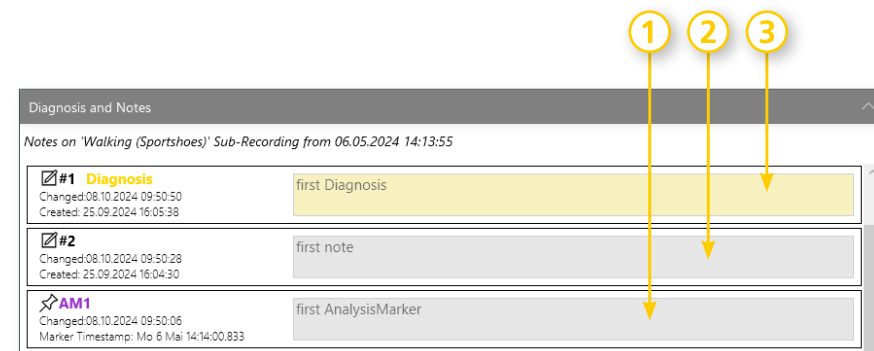 1 2 3
Diagnosis and Notes
Notes on 'Walking (Sportshoes)' Sub-Recording from 06.05.2024 14:13:55
#1 Diagnosis
Changed:08.10.2024 09:50:50
Created: 25.09.2024 16:05:38
first Diagnosis
#2
Changed:08.10.2024 09:50:28
Created: 25.09.2024 16:04:30
first note
AM1
Changed:08.10.2024 09:50:06
Marker Timestamp: Mo 6 Mai 14:14:00.833
first AnalysisMarker